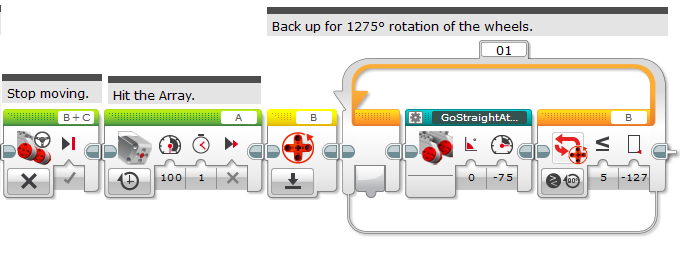 Back up for 1275° rotation of the wheels.
01
Stop moving.
Hit the Array.
B + C
A
B
GoStraightAt...
B
100 1
0 -75
90°
5 -127